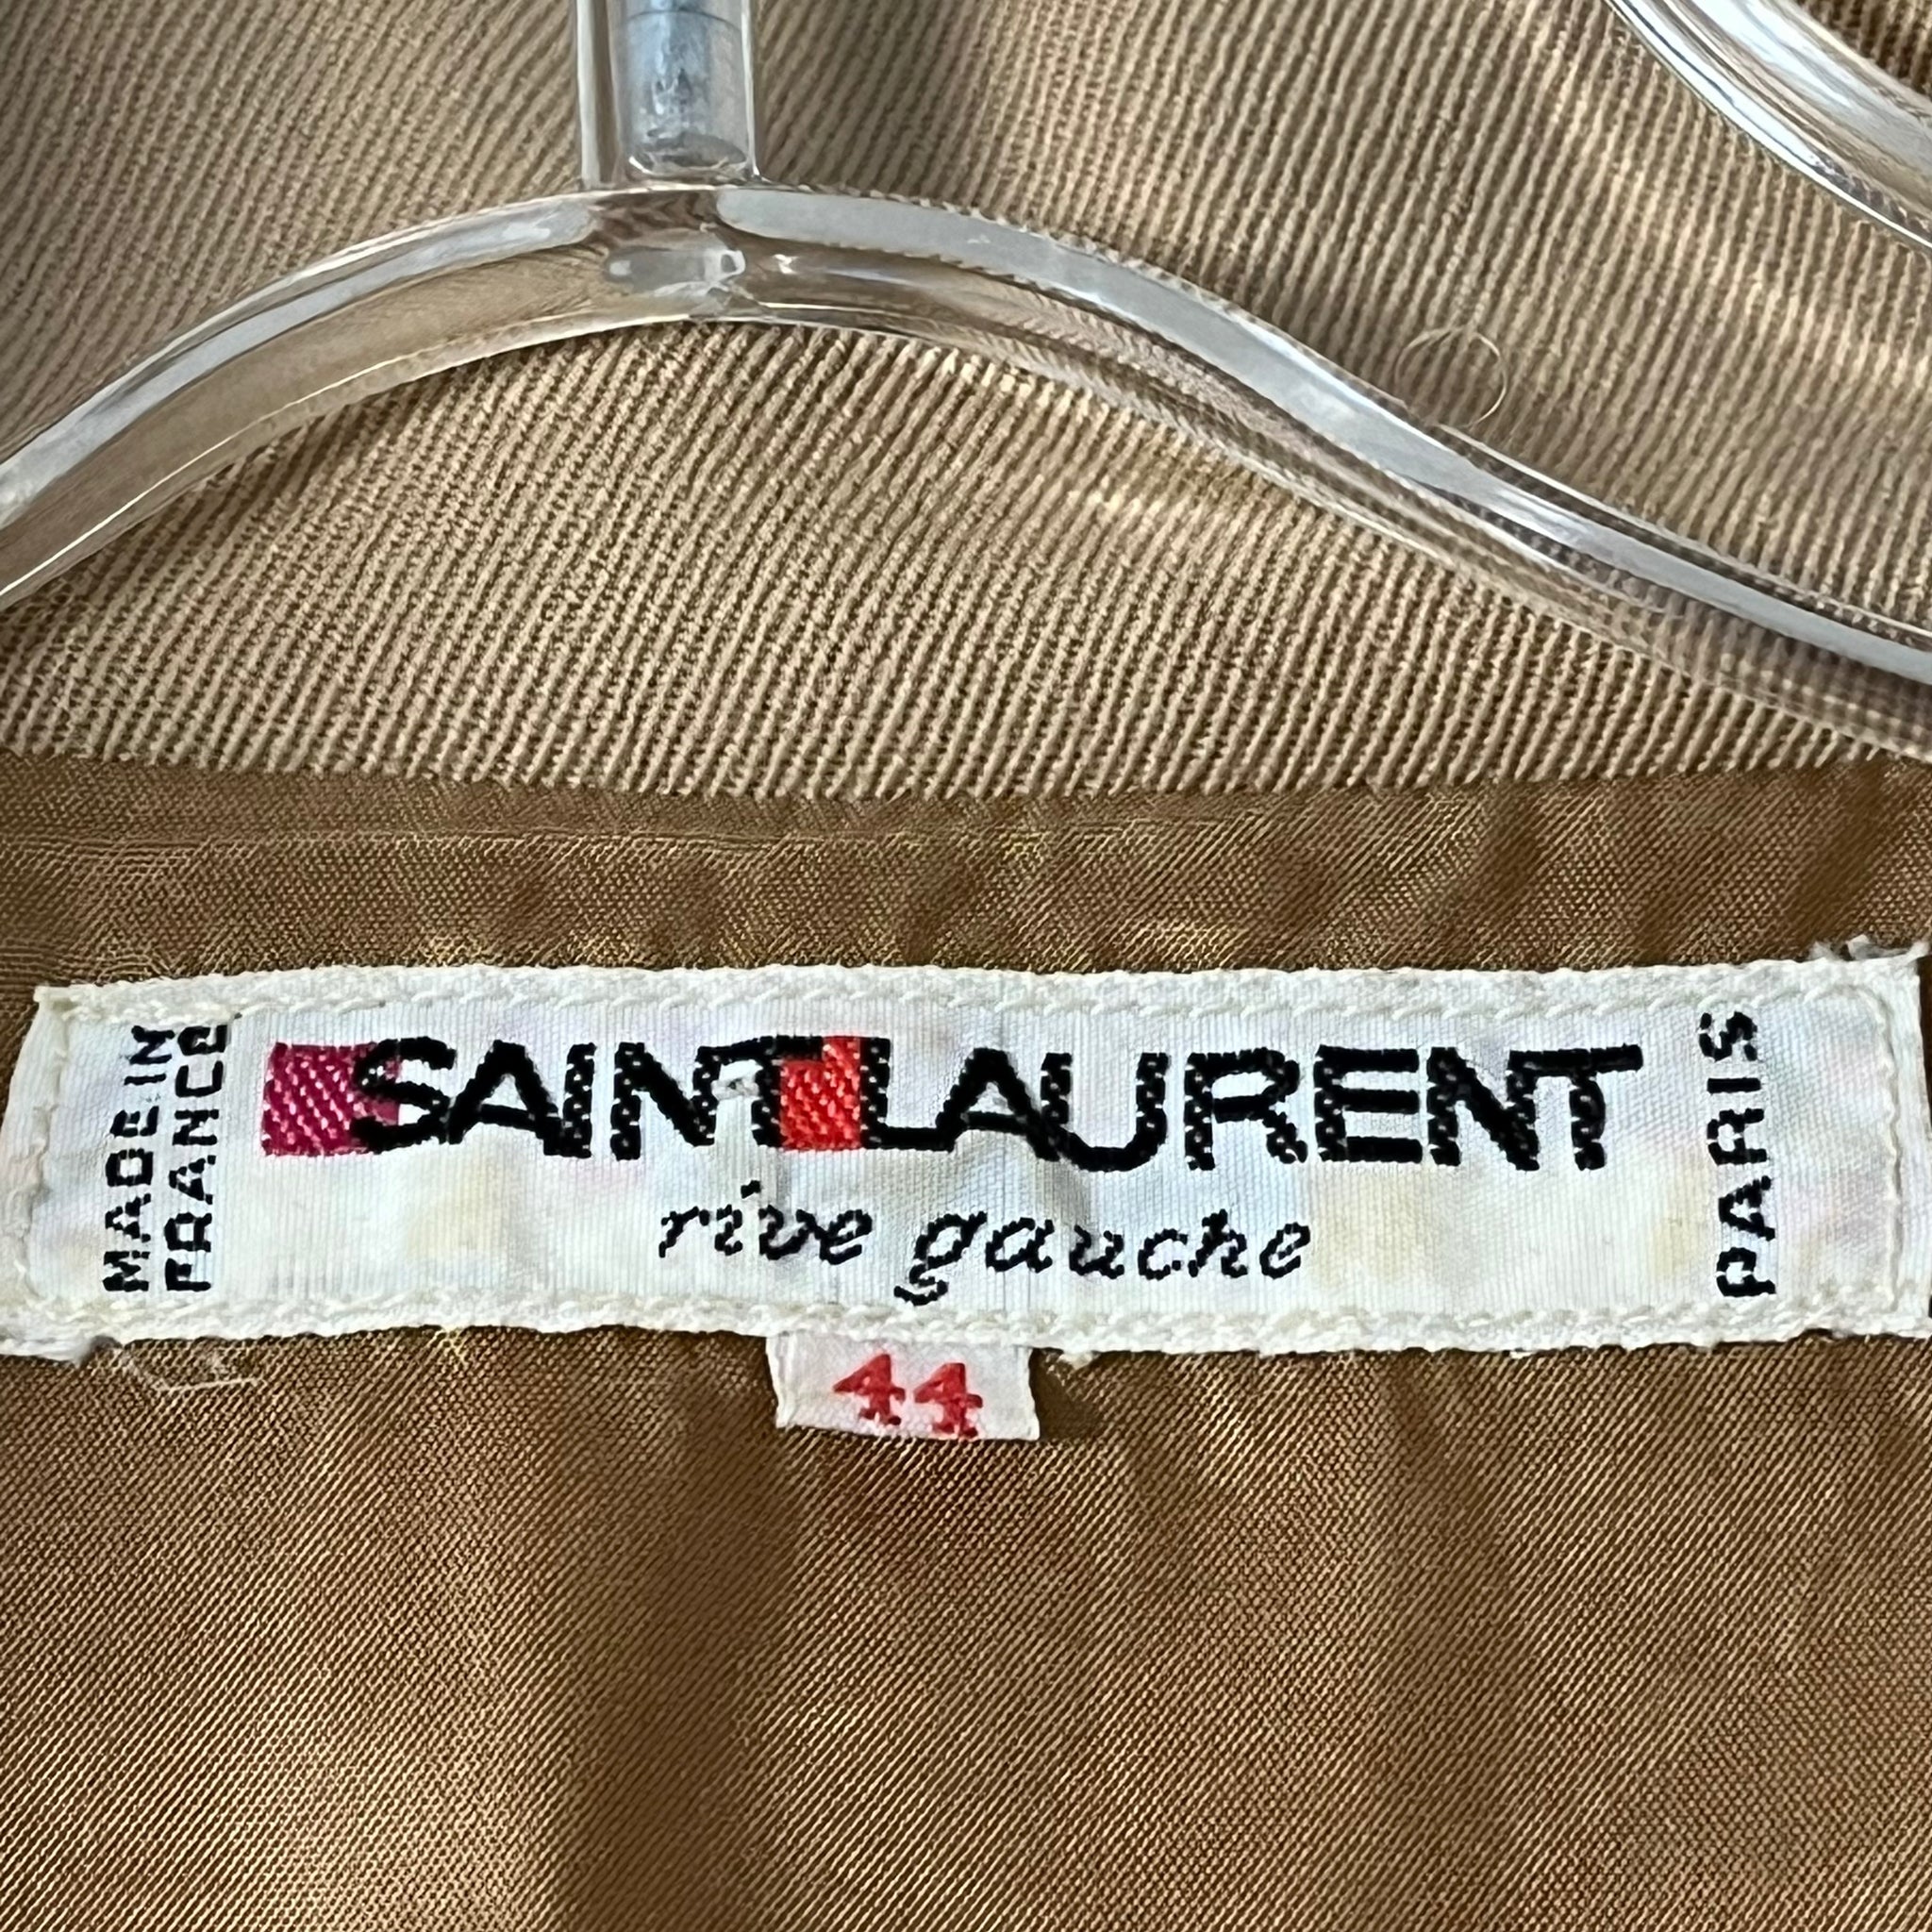 MADE IN
FRANCE
SAINT LAURENT
rive gauche
PARIS
44